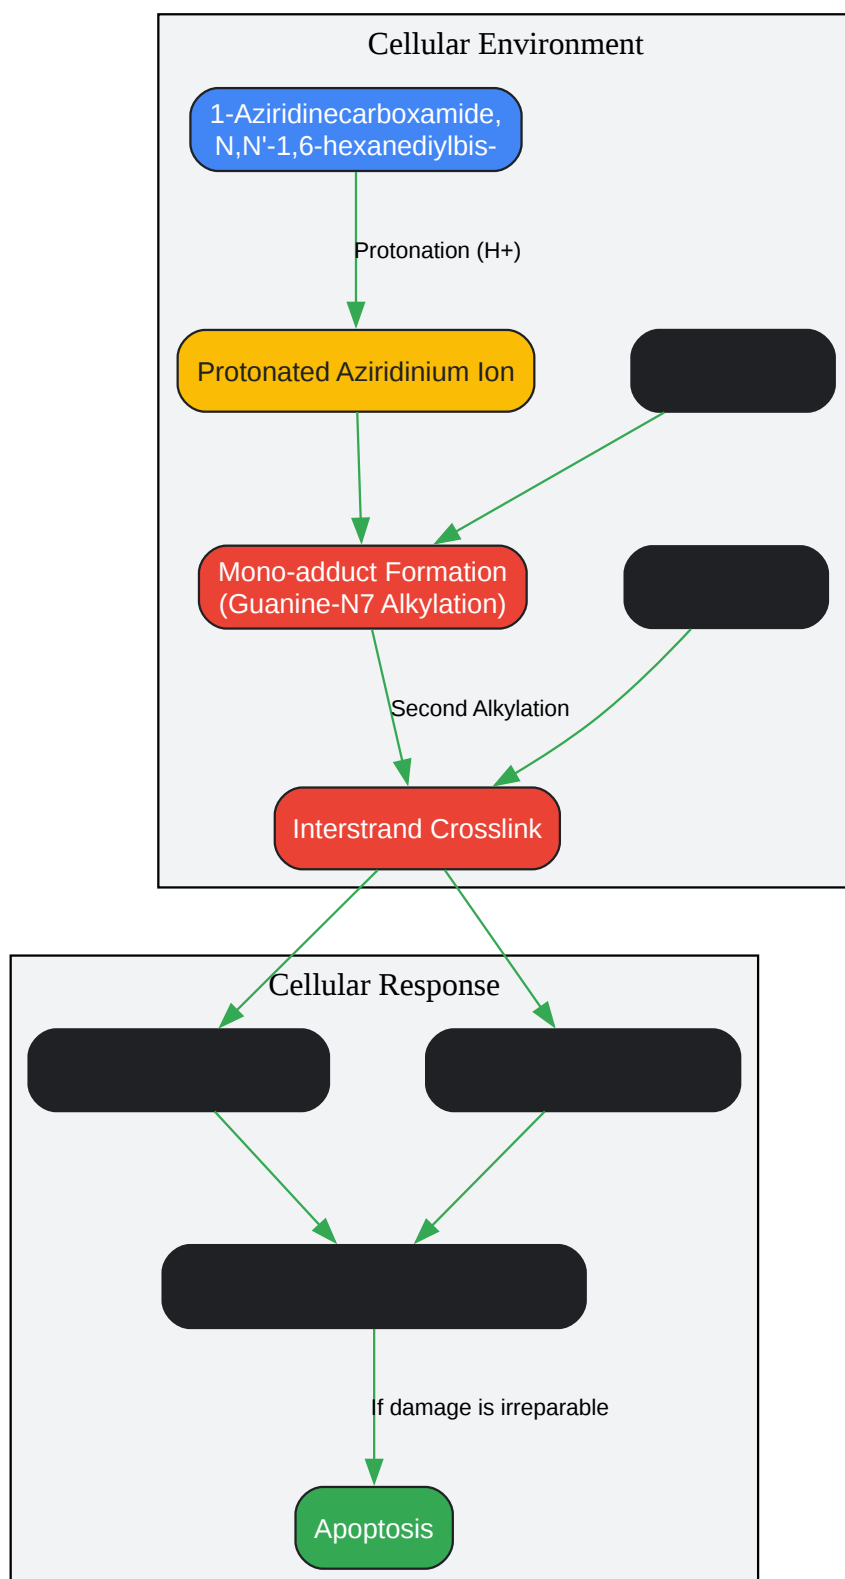 Cellular Environment
1-Aziridinecarboxamide,
N,N'-1,6-hexanediylbis-
Protonation (H+)
Protonated Aziridinium Ion
Mono-adduct Formation
(Guanine-N7 Alkylation)
Second Alkylation
Interstrand Crosslink
Cellular Response
If damage is irreparable
Apoptosis